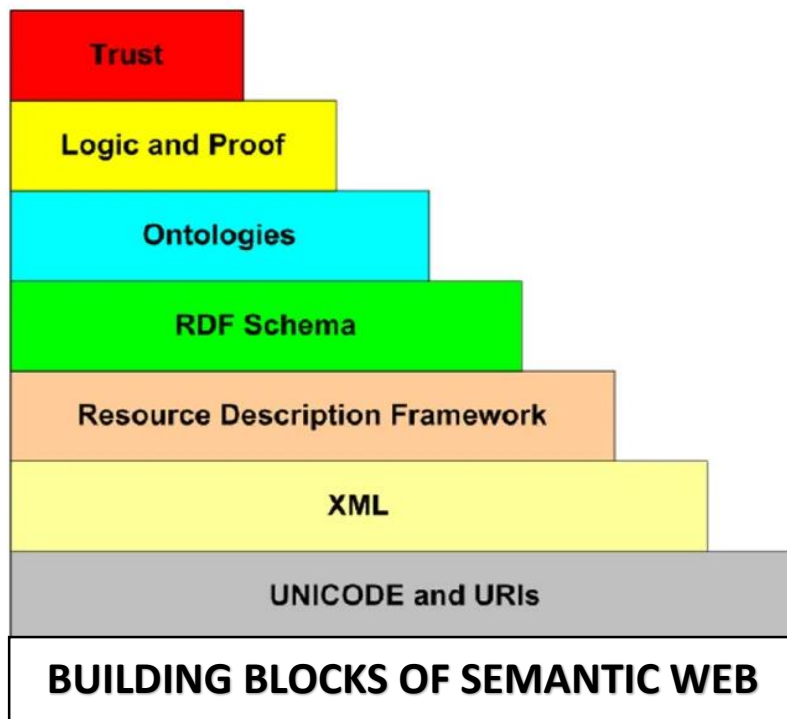 Trust
Logic and Proof
Ontologies
RDF Schema
Resource Description Framework
XML
UNICODE and URIs
BUILDING BLOCKS OF SEMANTIC WEB